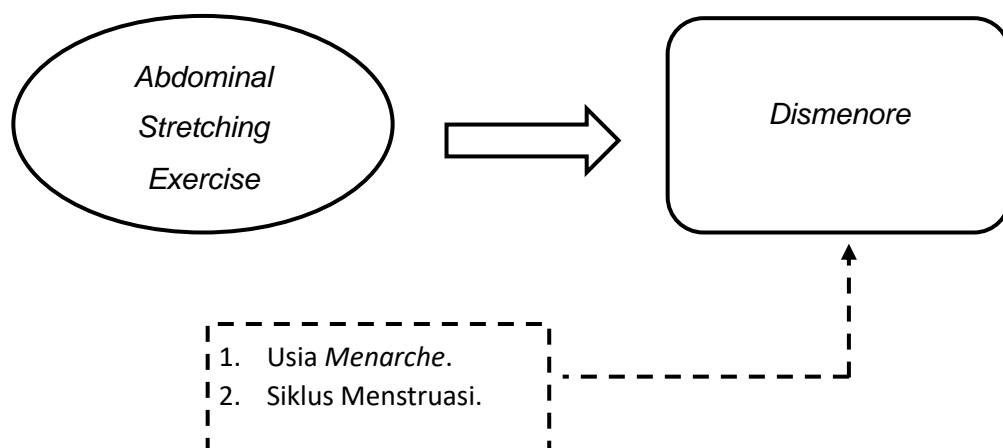 Abdominal
Stretching
Exercise
Dismenore
1. Usia Menarche.
2. Siklus Menstruasi.